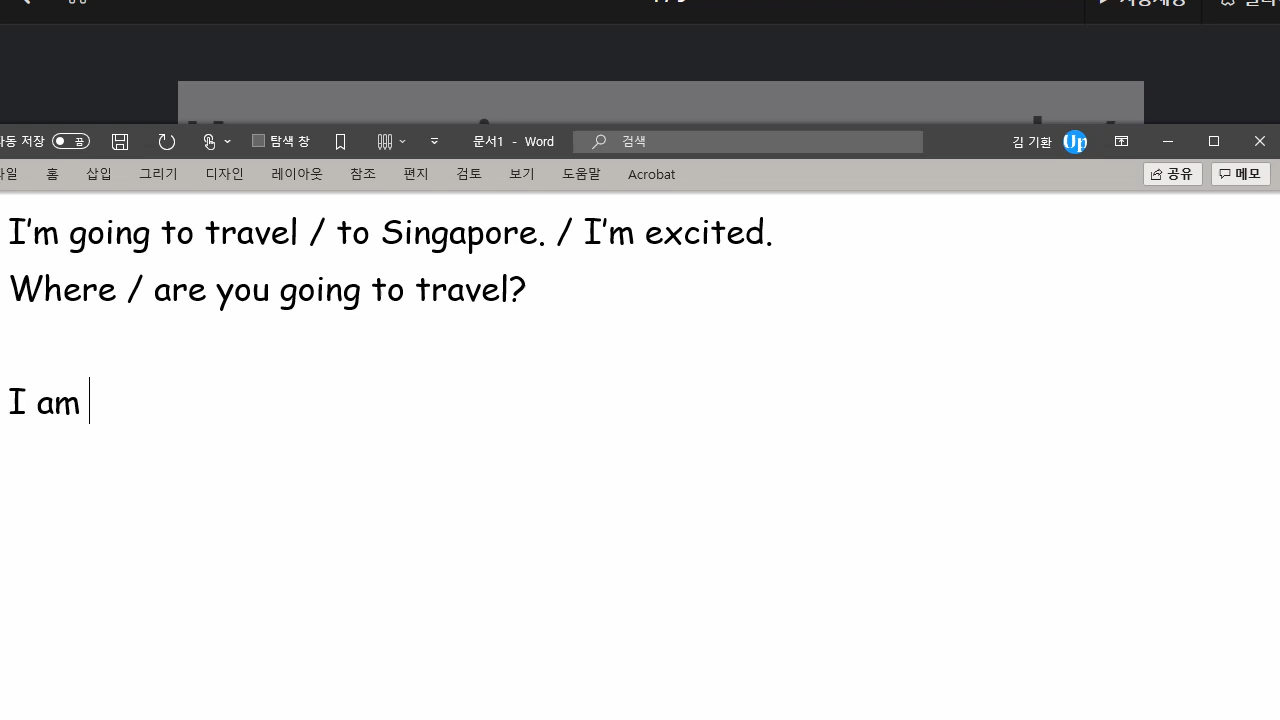 자동 저장 끔 탐색 창 문서1 - Word 검색 김 기환 Up
홈 삽입 그리기 디자인 레이아웃 참조 편지 검토 보기 도움말 Acrobat 공유 메모
I'm going to travel / to Singapore. / I'm excited.
Where / are you going to travel?
I am